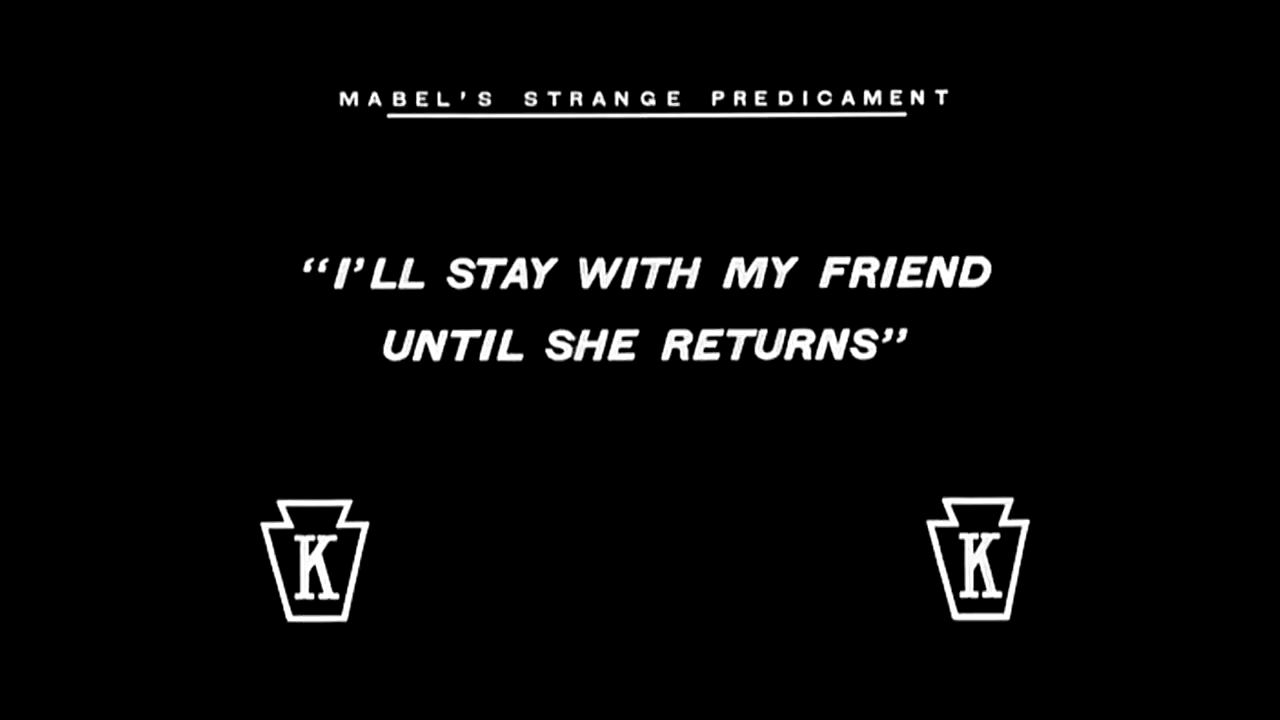 MABEL'S STRANGE PREDICAMENT
“I'LL STAY WITH MY FRIEND
UNTIL SHE RETURNS”
K K